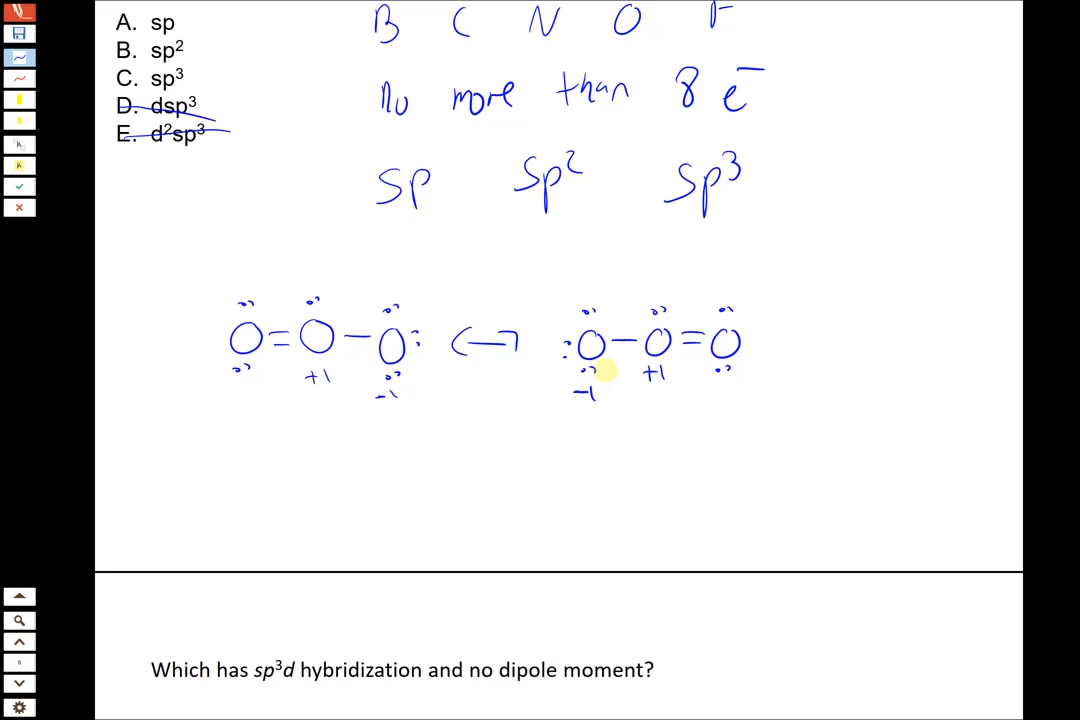 A. sp
B. sp²
C. sp³
D. dsp³
E. d²sp³
B C N O F
No more than 8 e⁻
sp sp² sp³
O = O − O ⟷ O − O = O
+1 −1 −1 +1
6
Which has sp³d hybridization and no dipole moment?